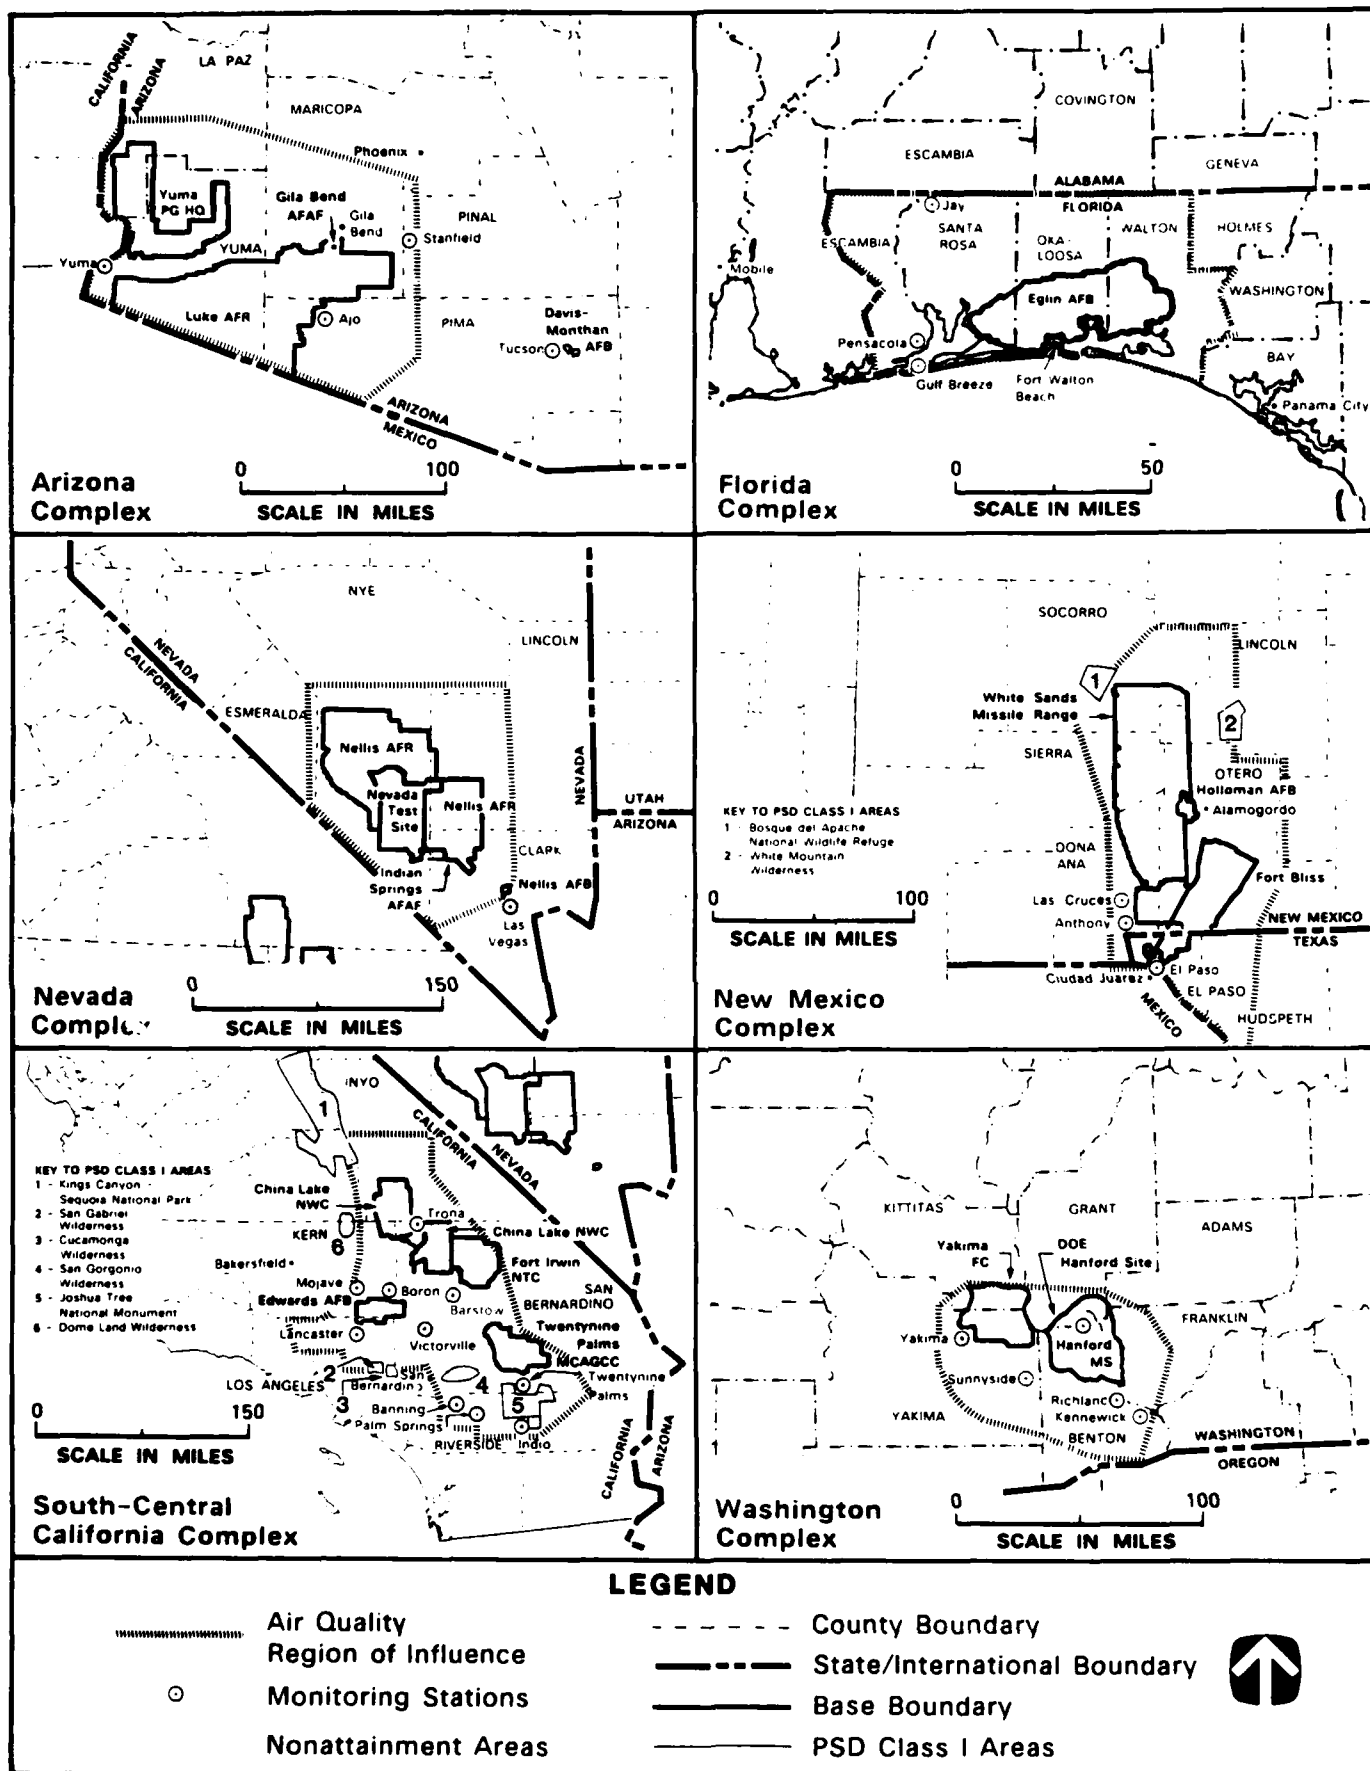 CALIFORNIA
ARIZONA
LA PAZ
MARICOPA
Phoenix
Yuma
PG HQ
Gila Bend
AFAF
Gila
Bend
PINAL
Stanfield
YUMA
Yuma
Luke AFR
Ajo
PIMA
Davis-
Monthan
AFB
Tucson
ARIZONA
MEXICO
0 100
SCALE IN MILES
Arizona
Complex
COVINGTON
ESCAMBIA
GENEVA
ALABAMA
FLORIDA
Jay
SANTA
ROSA
ESCAMBIA
OKA-
LOOSA
WALTON
HOLMES
Mobile
WASHINGTON
Eglin AFB
Pensacola
BAY
Gulf Breeze
Fort Walton
Beach
Panama City
0 50
SCALE IN MILES
Florida
Complex
NYE
LINCOLN
NEVADA
CALIFORNIA
ESMERALDA
Nellis AFR
Nevada
Test
Site
Nellis AFR
NEVADA
UTAH
ARIZONA
CLARK
Indian
Springs
AFAF
Nellis AFB
Las
Vegas
0 150
SCALE IN MILES
Nevada
Complex
SOCORRO
LINCOLN
1
White Sands
Missile Range
2
SIERRA
OTERO
Holloman AFB
Alamogordo
KEY TO PSD CLASS I AREAS
1 - Bosque del Apache
National Wildlife Refuge
2 - White Mountain
Wilderness
DONA
ANA
Fort Bliss
Las Cruces
Anthony
NEW MEXICO
TEXAS
0 100
SCALE IN MILES
Ciudad Juarez
El Paso
EL PASO
MEXICO
HUDSPETH
New Mexico
Complex
INYO
1
CALIFORNIA
NEVADA
KEY TO PSD CLASS I AREAS
1 - Kings Canyon -
Sequoia National Park
2 - San Gabriel
Wilderness
3 - Cucamonga
Wilderness
4 - San Gorgonio
Wilderness
5 - Joshua Tree
National Monument
6 - Dome Land Wilderness
China Lake
NWC
Trona
KERN
6
China Lake NWC
Bakersfield
Fort Irwin
NTC
Mojave
Boron
Barstow
SAN
BERNARDINO
Edwards AFB
Lancaster
Victorville
Twentynine
Palms
MCAGCC
2
San
Bernardino
LOS ANGELES
3
4
Twentynine
Palms
5
Banning
Palm Springs
RIVERSIDE
Indio
0 150
SCALE IN MILES
CALIFORNIA
ARIZONA
South-Central
California Complex
KITTITAS
GRANT
ADAMS
Yakima
FC
DOE
Hanford Site
FRANKLIN
Yakima
Hanford
MS
Sunnyside
Richland
Kennewick
YAKIMA
BENTON
WASHINGTON
OREGON
0 100
SCALE IN MILES
Washington
Complex
LEGEND
Air Quality
Region of Influence
Monitoring Stations
Nonattainment Areas
County Boundary
State/International Boundary
Base Boundary
PSD Class I Areas